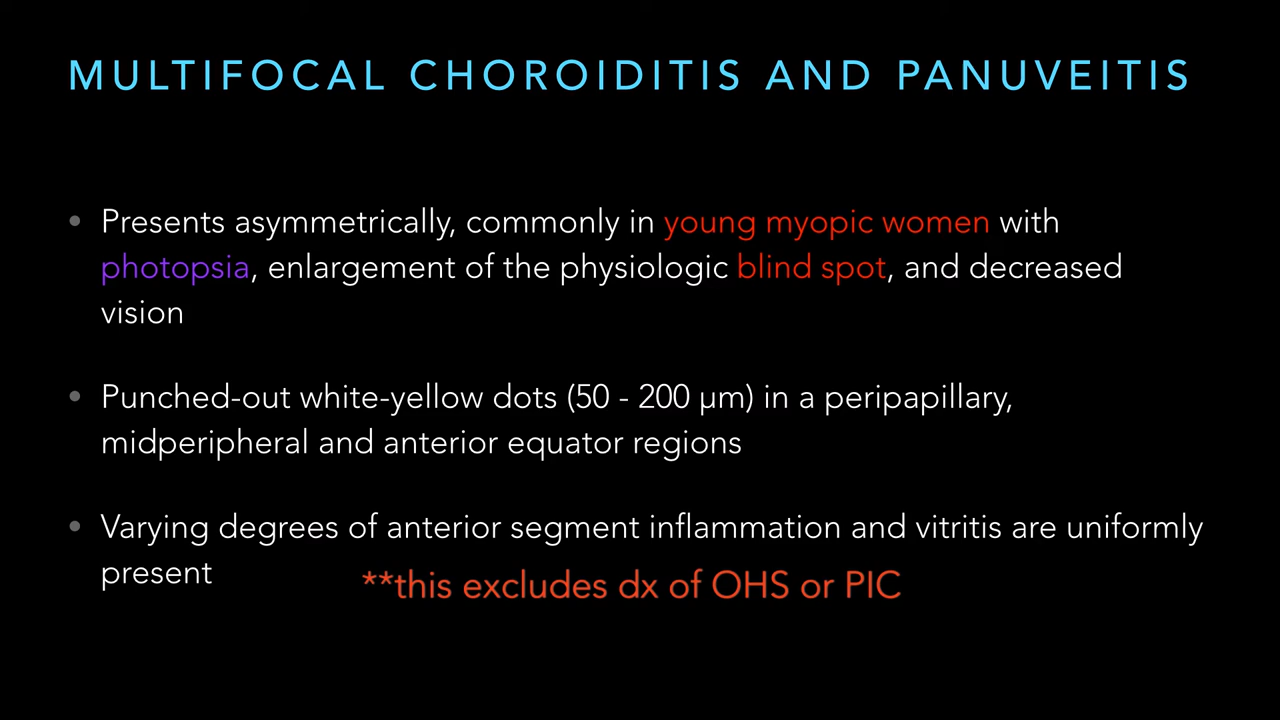 MULTIFOCAL CHOROIDITIS AND PANUVEITIS
• Presents asymmetrically, commonly in young myopic women with
photopsia, enlargement of the physiologic blind spot, and decreased
vision
• Punched-out white-yellow dots (50 - 200 μm) in a peripapillary,
midperipheral and anterior equator regions
• Varying degrees of anterior segment inflammation and vitritis are uniformly
present
**this excludes dx of OHS or PIC